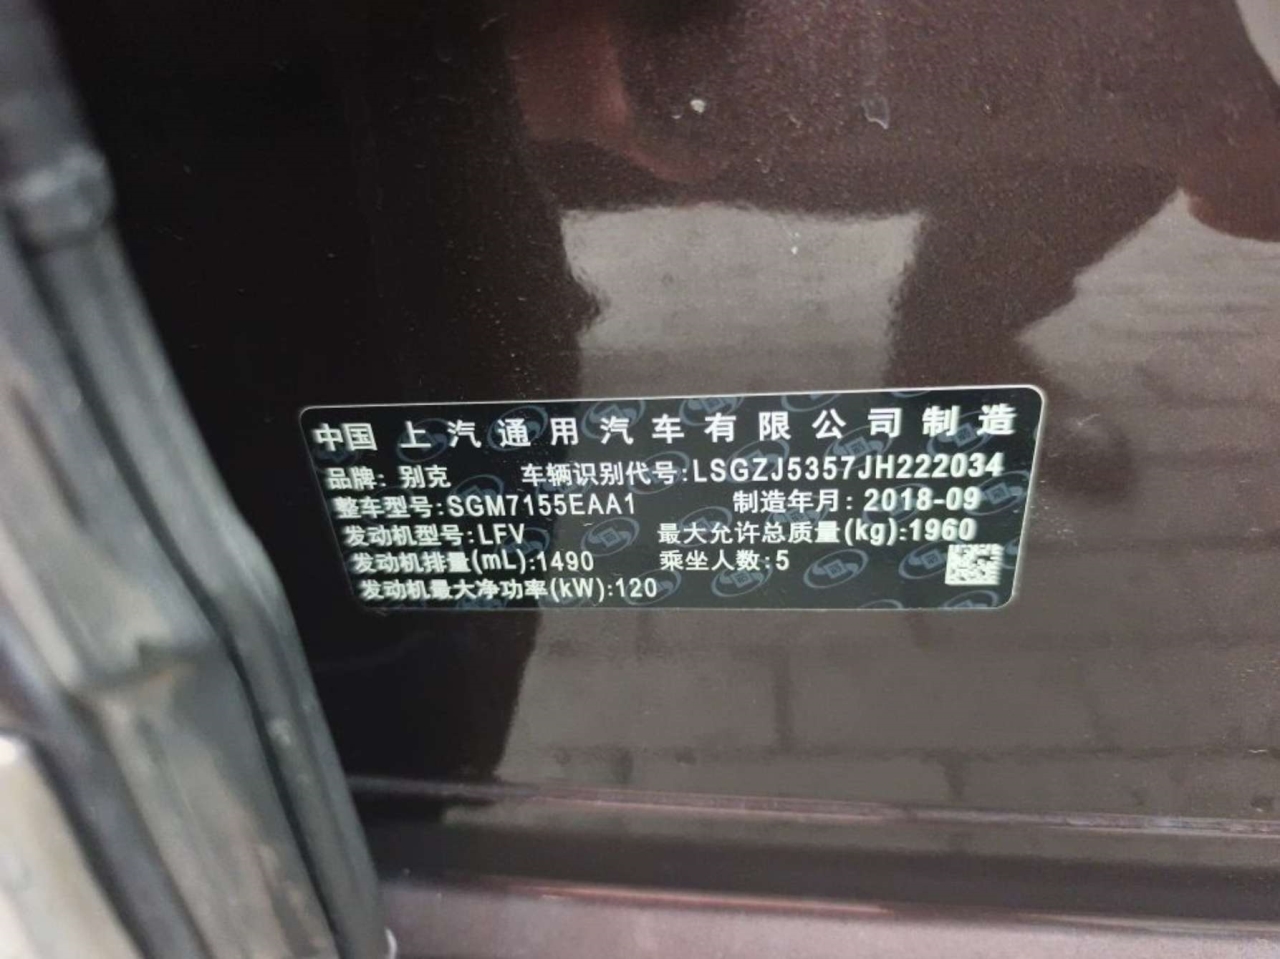 中国 上汽通用汽车有限公司制造
品牌: 别克 车辆识别代号:LSGZJ5357JH222034
整车型号:SGM7155EAA1 制造年月: 2018-09
发动机型号:LFV 最大允许总质量(kg):1960
发动机排量(mL):1490 乘坐人数:5
发动机最大净功率(kW):120